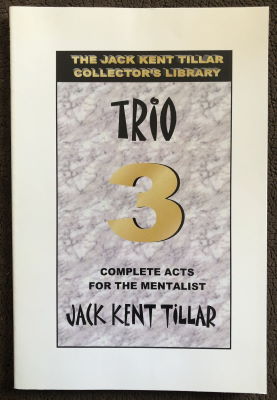 THE JACK KENT TILLAR
COLLECTOR'S LIBRARY
TRIO
3
COMPLETE ACTS
FOR THE MENTALIST
JACK KENT TILLAR